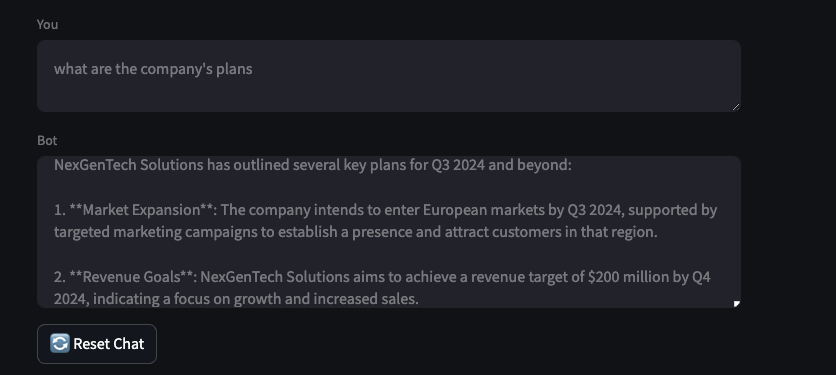 You
what are the company's plans
Bot
NexGenTech Solutions has outlined several key plans for Q3 2024 and beyond:
1. **Market Expansion**: The company intends to enter European markets by Q3 2024, supported by
targeted marketing campaigns to establish a presence and attract customers in that region.
2. **Revenue Goals**: NexGenTech Solutions aims to achieve a revenue target of $200 million by Q4
2024, indicating a focus on growth and increased sales.
Reset Chat